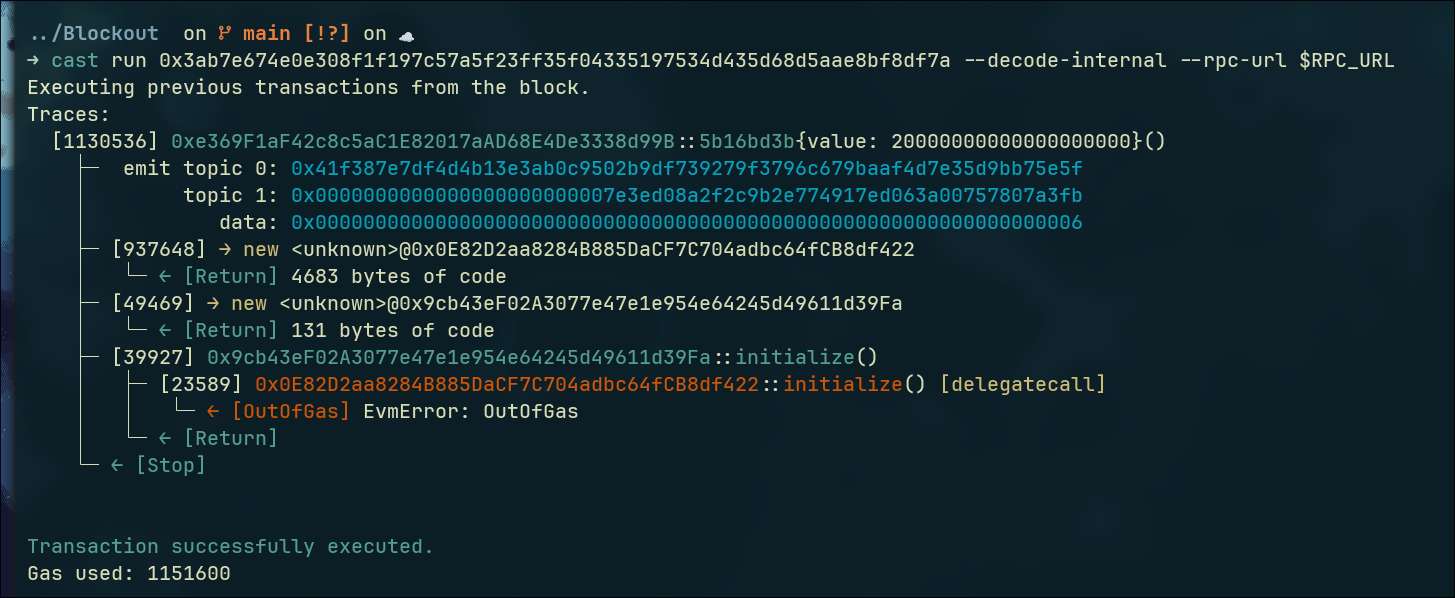 ../Blockout on main [!?] on
→ cast run 0x3ab7e674e0e308f1f197c57a5f23ff35f04335197534d435d68d5aae8bf8df7a --decode-internal --rpc-url $RPC_URL
Executing previous transactions from the block.
Traces:
[1130536] 0xe369F1aF42c8c5aC1E82017aAD68E4De3338d99B::5b16bd3b{value: 20000000000000000000}()
├─ emit topic 0: 0x41f387e7df4d4b13e3ab0c9502b9df739279f3796c679baaf4d7e35d9bb75e5f
│ topic 1: 0x0000000000000000000000007e3ed08a2f2c9b2e774917ed063a00757807a3fb
│ data: 0x0000000000000000000000000000000000000000000000000000000000000006
├─ [937648] → new <unknown>@0x0E82D2aa8284B885DaCF7C704adbc64fCB8df422
│ └─ ← [Return] 4683 bytes of code
├─ [49469] → new <unknown>@0x9cb43eF02A3077e47e1e954e64245d49611d39Fa
│ └─ ← [Return] 131 bytes of code
├─ [39927] 0x9cb43eF02A3077e47e1e954e64245d49611d39Fa::initialize()
│ ├─ [23589] 0x0E82D2aa8284B885DaCF7C704adbc64fCB8df422::initialize() [delegatecall]
│ │ └─ ← [OutOfGas] EvmError: OutOfGas
│ └─ ← [Return]
└─ ← [Stop]
Transaction successfully executed.
Gas used: 1151600